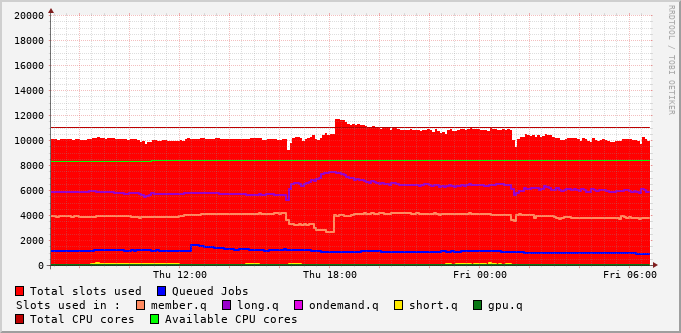 20000
18000
16000
14000
12000
10000
8000
6000
4000
2000
0
Thu 12:00 Thu 18:00 Fri 00:00 Fri 06:00
RRDTOOL / TOBI OETIKER
Total slots used Queued Jobs
Slots used in : member.q long.q ondemand.q short.q gpu.q
Total CPU cores Available CPU cores